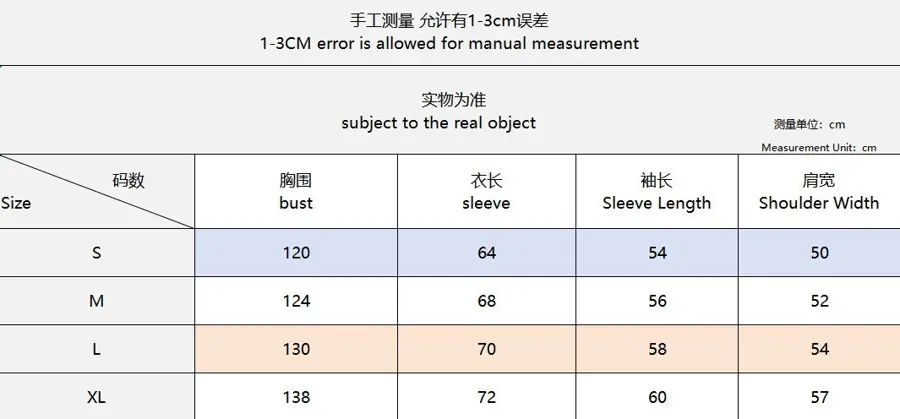 手工测量 允许有1-3cm误差
1-3CM error is allowed for manual measurement
实物为准
subject to the real object
测量单位：cm
Measurement Unit：cm
码数
Size
胸围
bust
衣长
sleeve
袖长
Sleeve Length
肩宽
Shoulder Width
S 120 64 54 50
M 124 68 56 52
L 130 70 58 54
XL 138 72 60 57